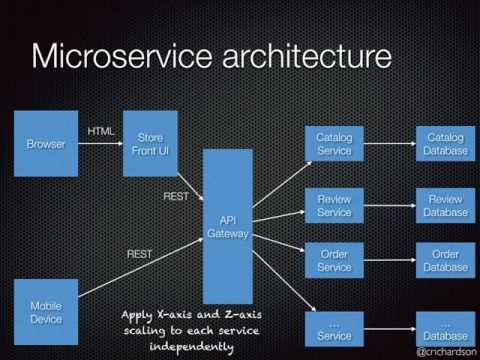 Microservice architecture
Browser
HTML
Store
Front UI
REST
REST
Mobile
Device
API
Gateway
Catalog
Service
Catalog
Database
Review
Service
Review
Database
Order
Service
Order
Database
...
Service
...
Database
Apply X-axis and Z-axis
scaling to each service
independently
@crichardson